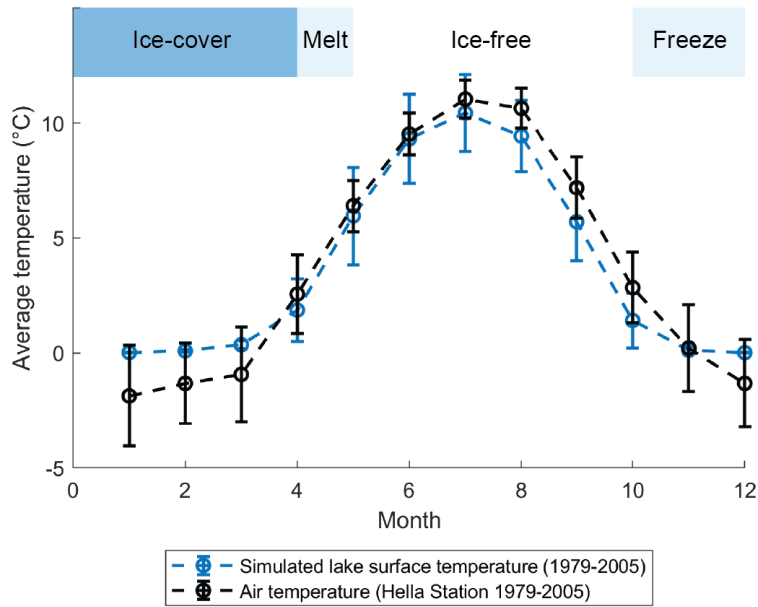 Ice-cover Melt Ice-free Freeze
10
5
0
-5
Average temperature (°C)
0 2 4 6 8 10 12
Month
Simulated lake surface temperature (1979-2005)
Air temperature (Hella Station 1979-2005)